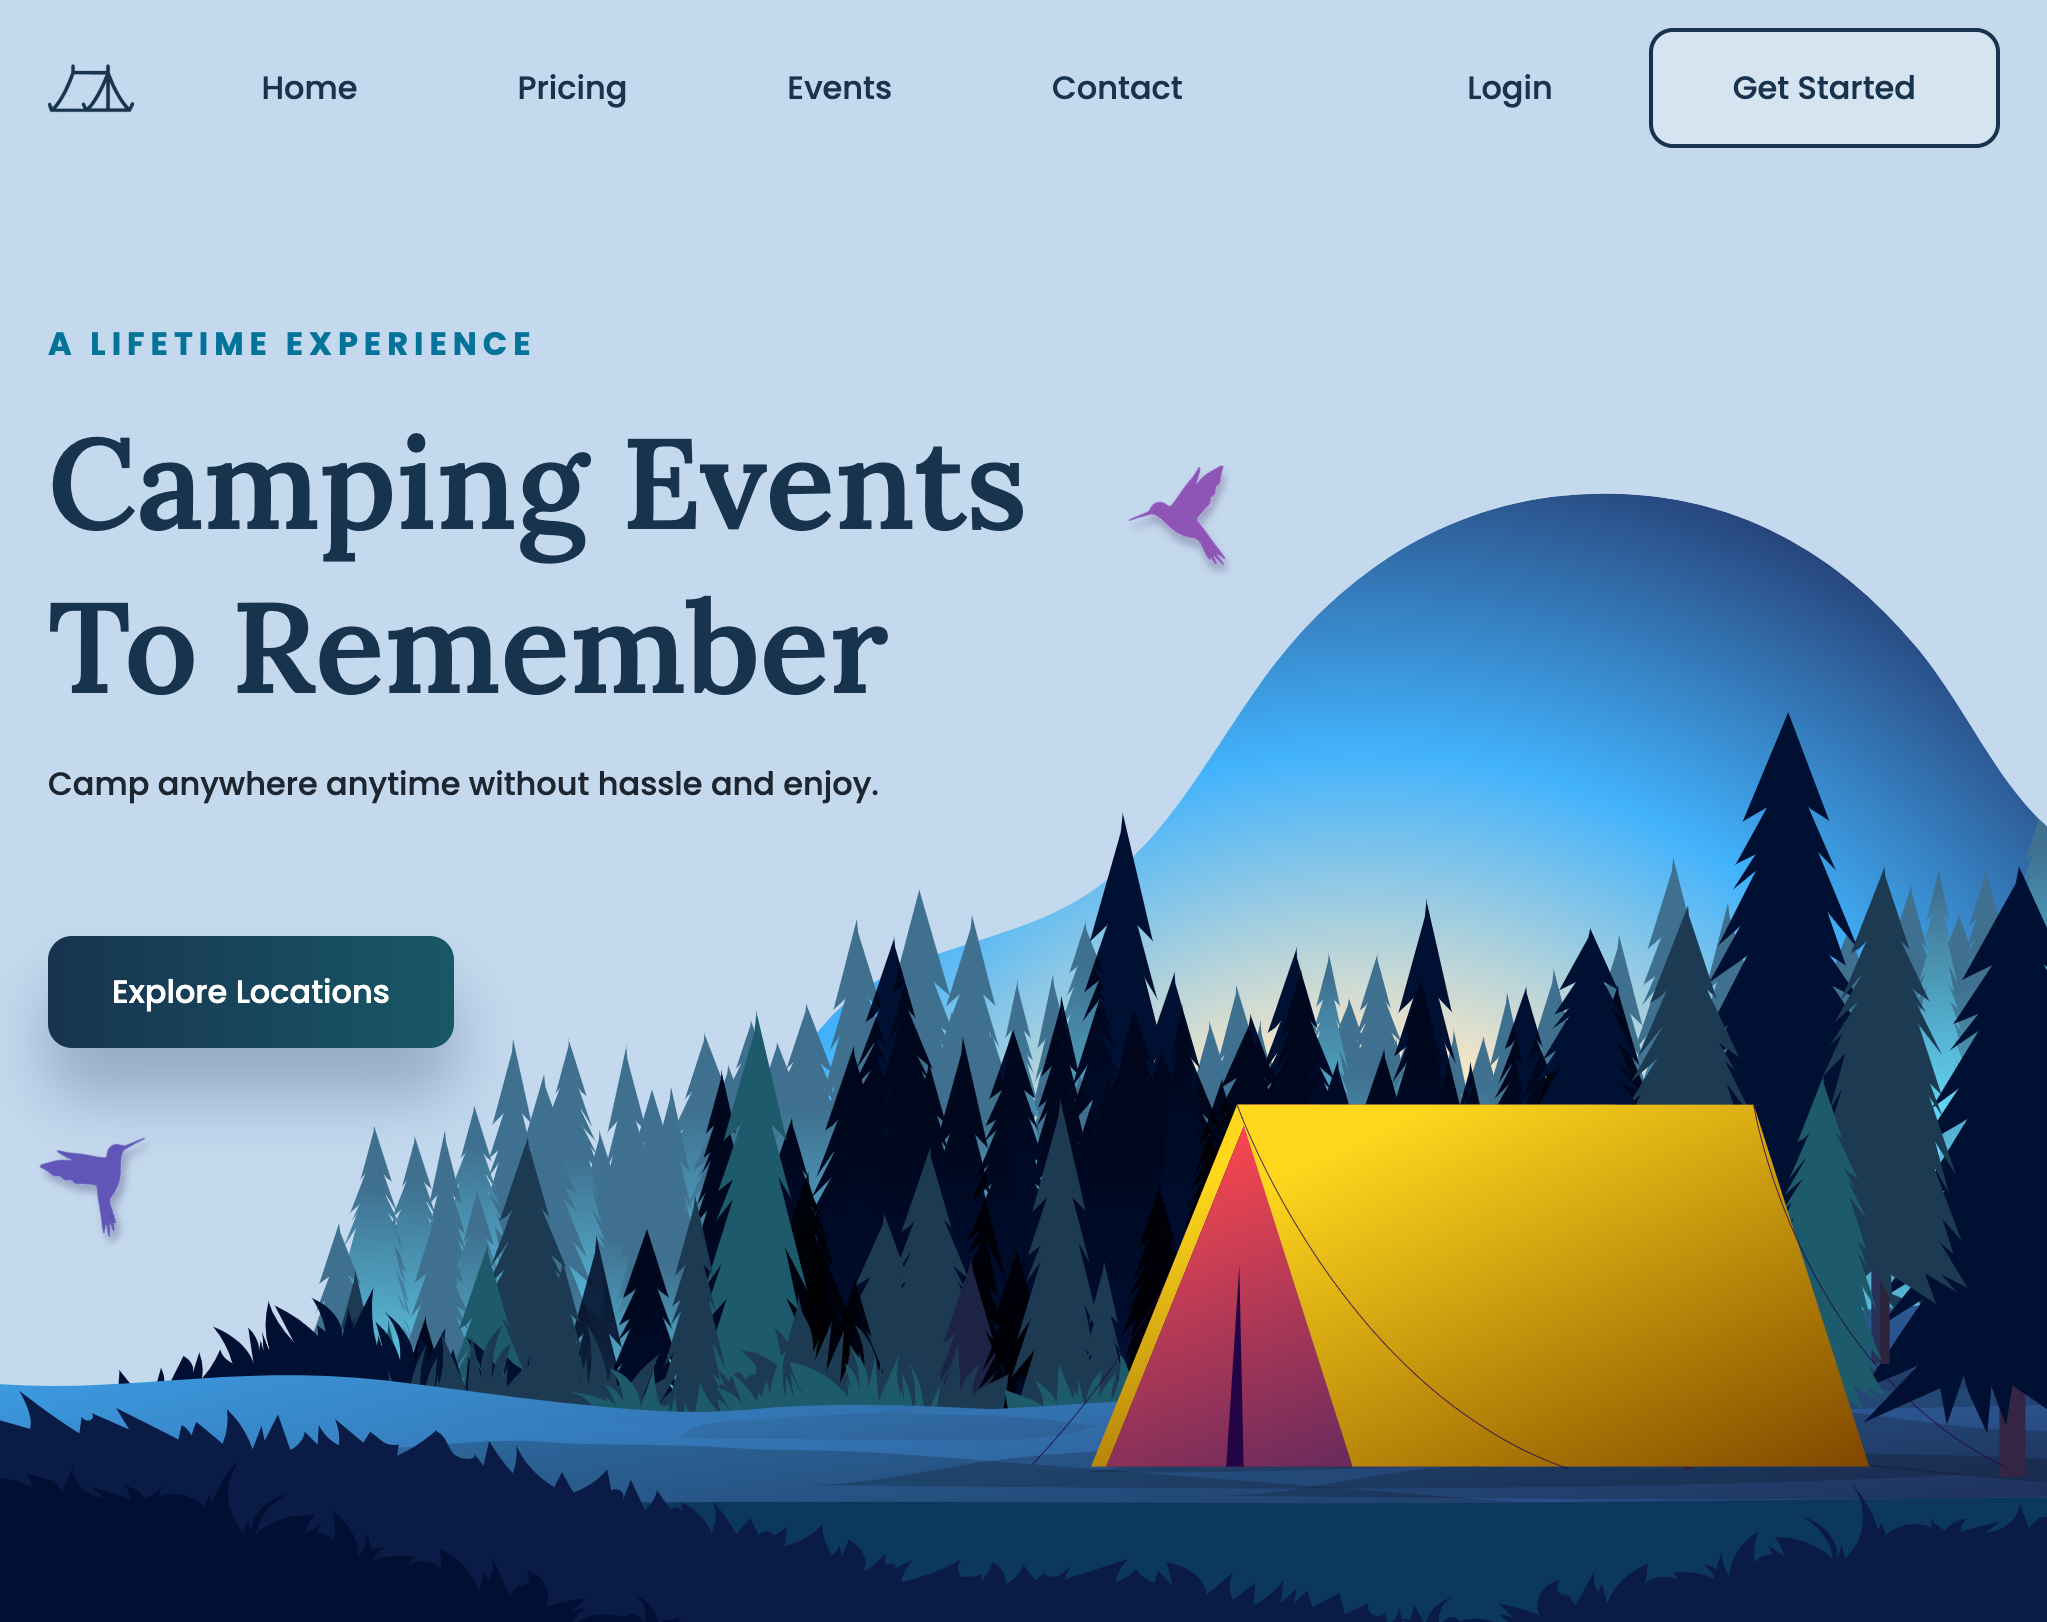 Home Pricing Events Contact Login Get Started
A LIFETIME EXPERIENCE
Camping Events
To Remember
Camp anywhere anytime without hassle and enjoy.
Explore Locations